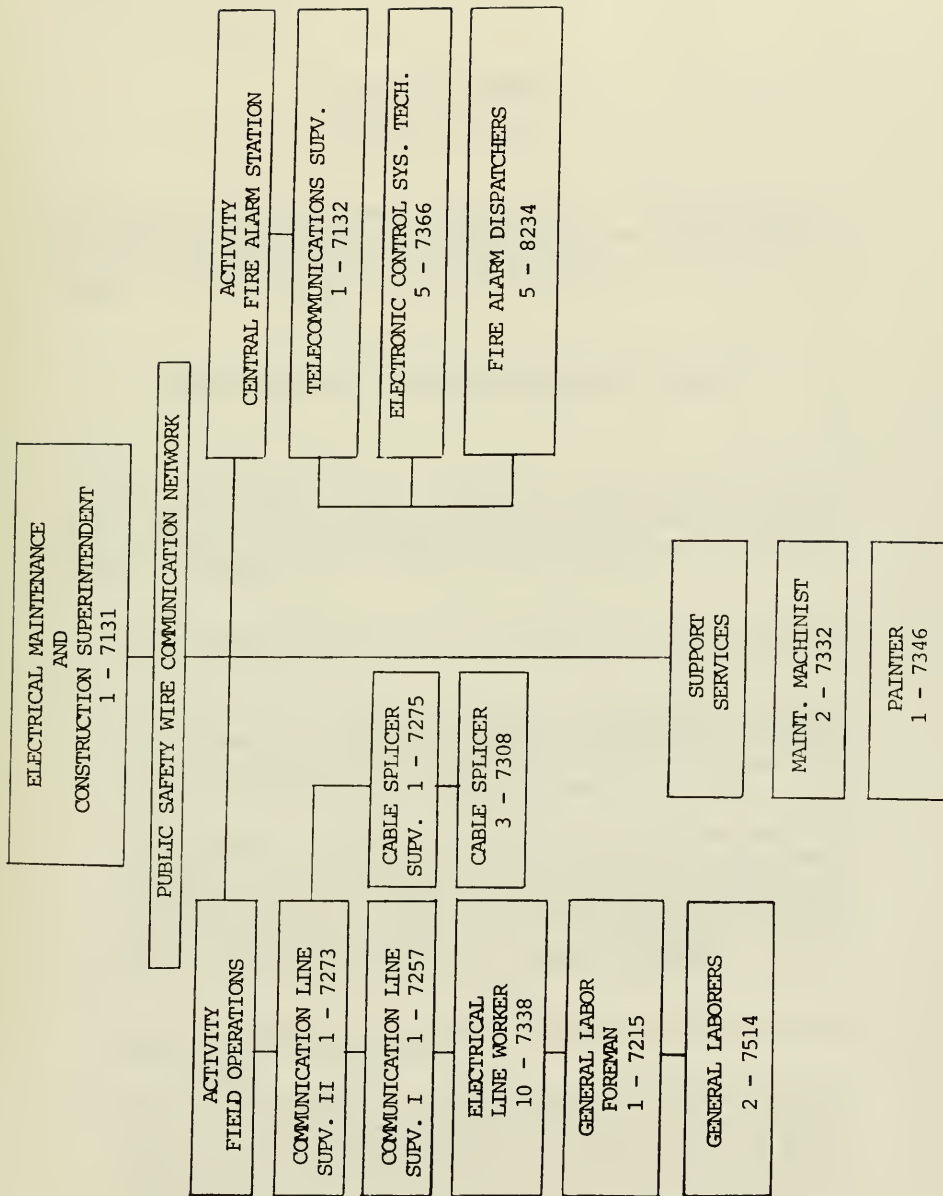 ELECTRICAL MAINTENANCE
AND
CONSTRUCTION SUPERINTENDENT
1 - 7131
PUBLIC SAFETY WIRE COMMUNICATION NETWORK
ACTIVITY
FIELD OPERATIONS
COMMUNICATION LINE
SUPV. II 1 - 7273
COMMUNICATION LINE
SUPV. I 1 - 7257
ELECTRICAL
LINE WORKER
10 - 7338
GENERAL LABOR
FOREMAN
1 - 7215
GENERAL LABORERS
2 - 7514
CABLE SPLICER
SUPV. 1 - 7275
CABLE SPLICER
3 - 7308
SUPPORT
SERVICES
MAINT. MACHINIST
2 - 7332
PAINTER
1 - 7346
ACTIVITY
CENTRAL FIRE ALARM STATION
TELECOMMUNICATIONS SUPV.
1 - 7132
ELECTRONIC CONTROL SYS. TECH.
5 - 7366
FIRE ALARM DISPATCHERS
5 - 8234